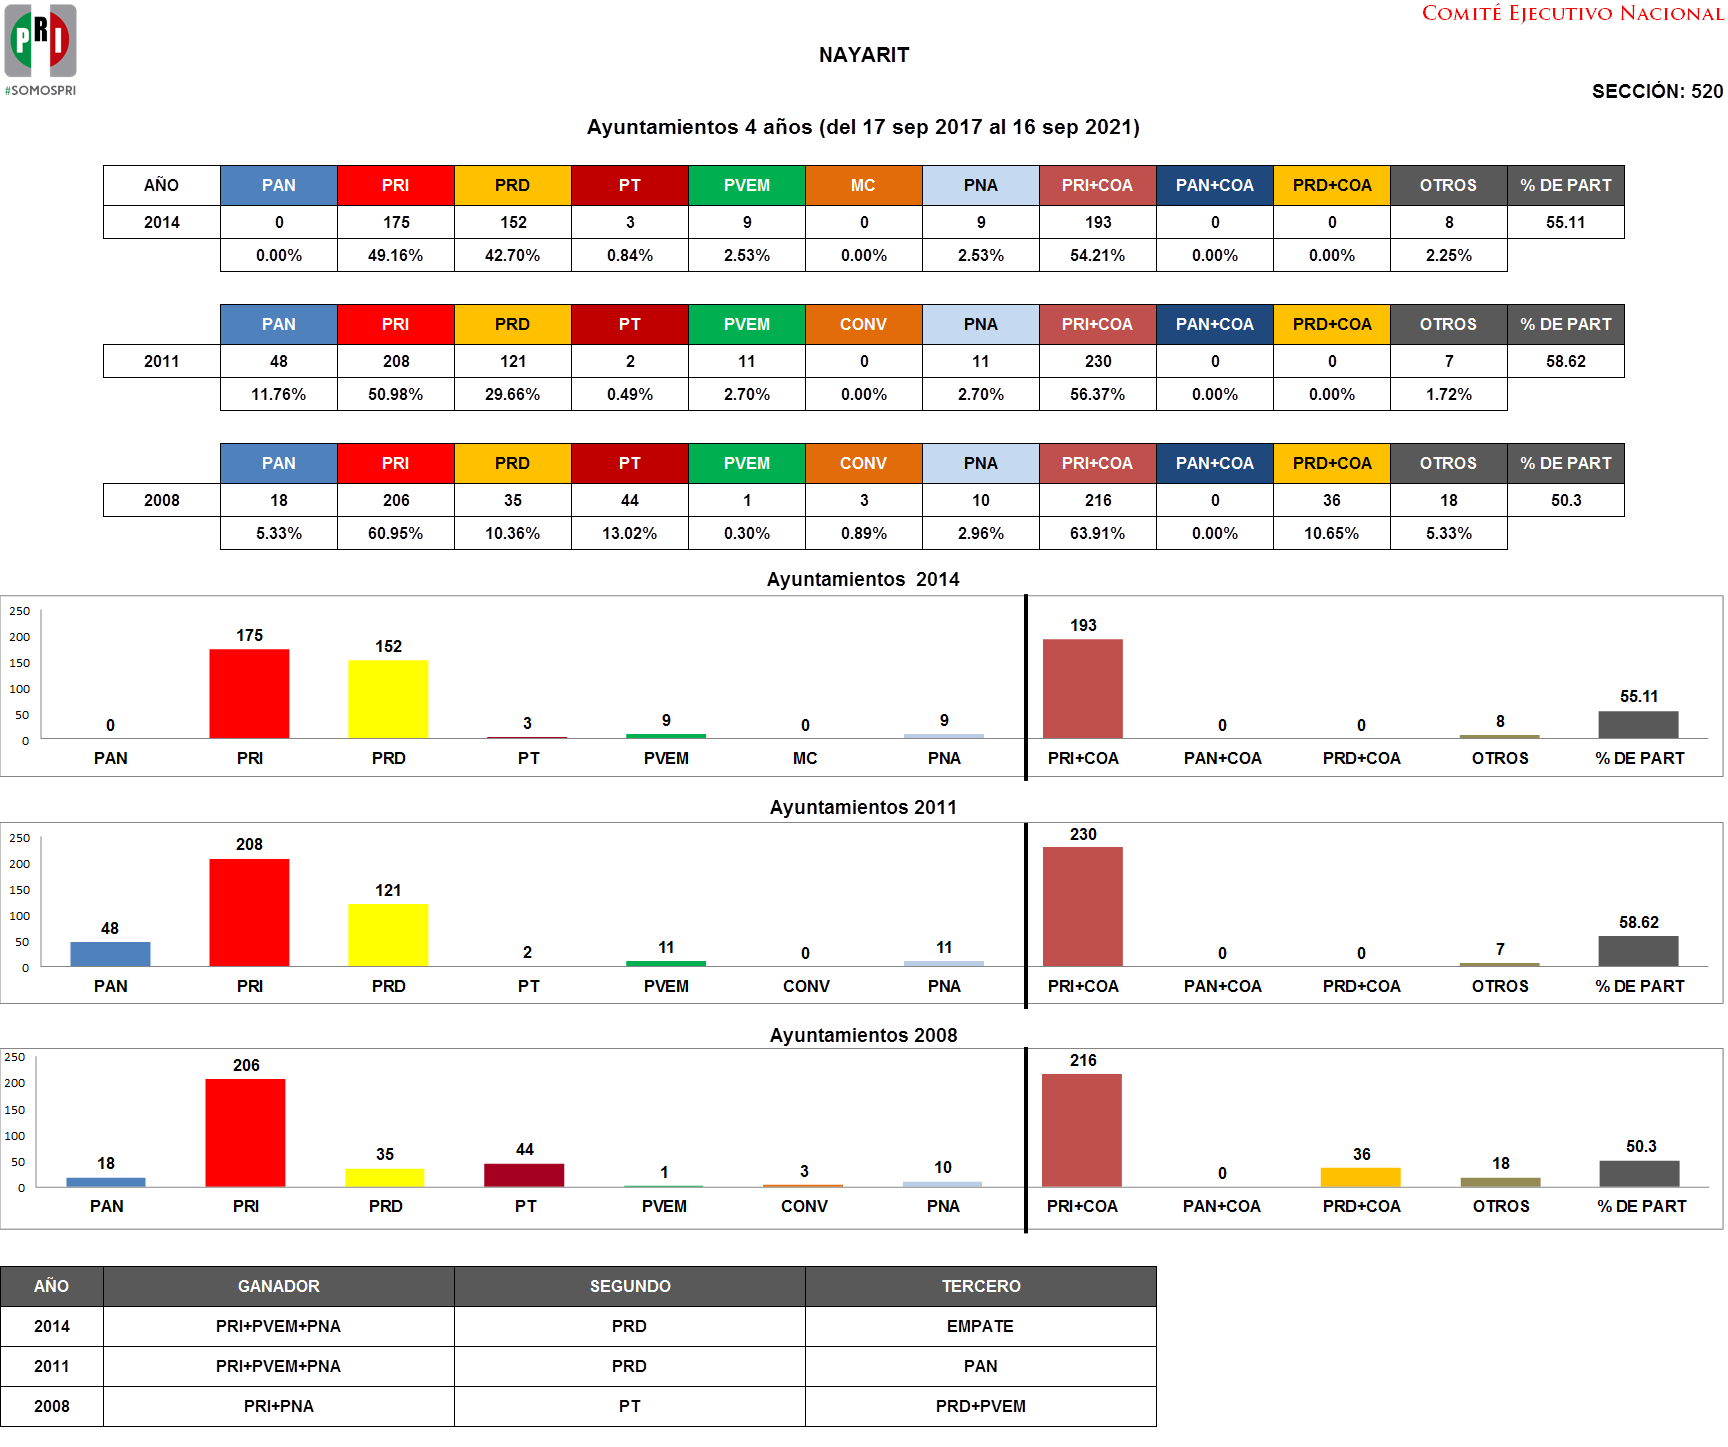 PRI
COMITÉ EJECUTIVO NACIONAL
#SOMOSPRI
NAYARIT
SECCIÓN: 520
Ayuntamientos 4 años (del 17 sep 2017 al 16 sep 2021)
AÑO PAN PRI PRD PT PVEM MC PNA PRI+COA PAN+COA PRD+COA OTROS % DE PART
2014 0 175 152 3 9 0 9 193 0 0 8 55.11
0.00% 49.16% 42.70% 0.84% 2.53% 0.00% 2.53% 54.21% 0.00% 0.00% 2.25%
PAN PRI PRD PT PVEM CONV PNA PRI+COA PAN+COA PRD+COA OTROS % DE PART
2011 48 208 121 2 11 0 11 230 0 0 7 58.62
11.76% 50.98% 29.66% 0.49% 2.70% 0.00% 2.70% 56.37% 0.00% 0.00% 1.72%
PAN PRI PRD PT PVEM CONV PNA PRI+COA PAN+COA PRD+COA OTROS % DE PART
2008 18 206 35 44 1 3 10 216 0 36 18 50.3
5.33% 60.95% 10.36% 13.02% 0.30% 0.89% 2.96% 63.91% 0.00% 10.65% 5.33%
Ayuntamientos 2014
250
200
150
100
50
0
0 175 152 3 9 0 9 193 0 0 8 55.11
PAN PRI PRD PT PVEM MC PNA PRI+COA PAN+COA PRD+COA OTROS % DE PART
Ayuntamientos 2011
250
200
150
100
50
0
48 208 121 2 11 0 11 230 0 0 7 58.62
PAN PRI PRD PT PVEM CONV PNA PRI+COA PAN+COA PRD+COA OTROS % DE PART
Ayuntamientos 2008
250
200
150
100
50
0
18 206 35 44 1 3 10 216 0 36 18 50.3
PAN PRI PRD PT PVEM CONV PNA PRI+COA PAN+COA PRD+COA OTROS % DE PART
AÑO GANADOR SEGUNDO TERCERO
2014 PRI+PVEM+PNA PRD EMPATE
2011 PRI+PVEM+PNA PRD PAN
2008 PRI+PNA PT PRD+PVEM